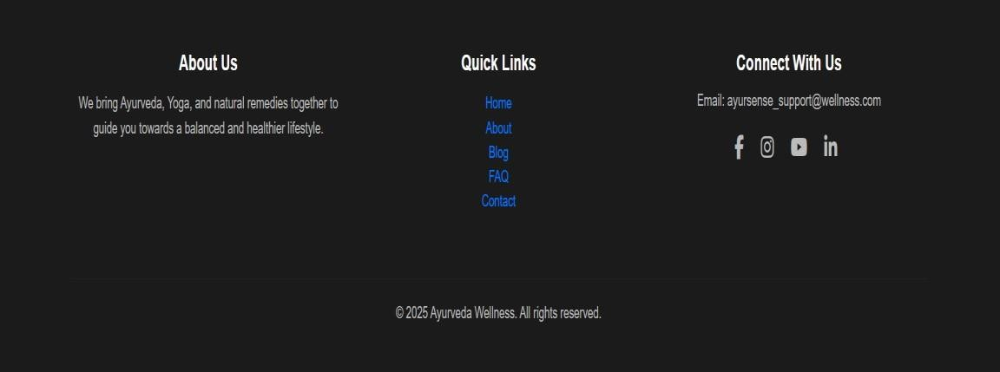 About Us
We bring Ayurveda, Yoga, and natural remedies together to
guide you towards a balanced and healthier lifestyle.
Quick Links
Home
About
Blog
FAQ
Contact
Connect With Us
Email: ayursense_support@wellness.com
© 2025 Ayurveda Wellness. All rights reserved.